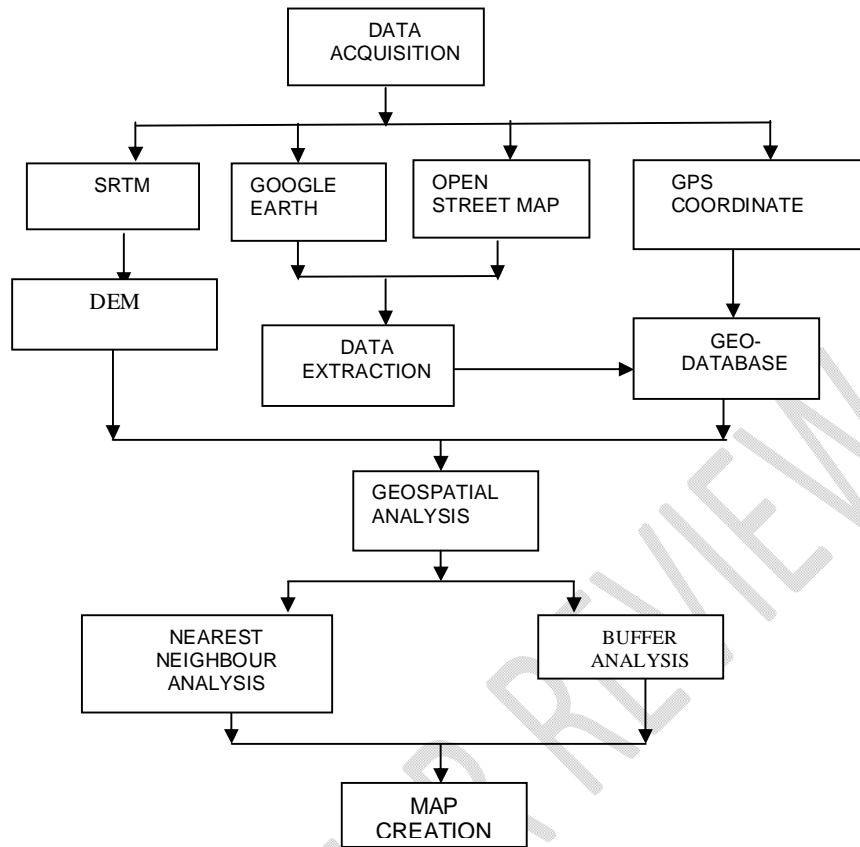 DATA
ACQUISITION
SRTM
GOOGLE
EARTH
OPEN
STREET MAP
GPS
COORDINATE
DEM
DATA
EXTRACTION
GEO-
DATABASE
GEOSPATIAL
ANALYSIS
NEAREST
NEIGHBOUR
ANALYSIS
BUFFER
ANALYSIS
MAP
CREATION
REVIEW